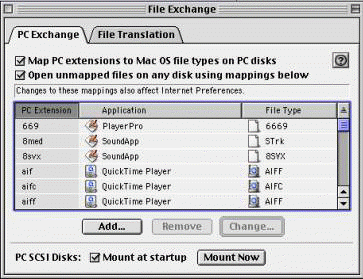 File Exchange
PC Exchange File Translation
Map PC extensions to Mac OS file types on PC disks
Open unmapped files on any disk using mappings below
Changes to these mappings also affect Internet Preferences.
PC Extension Application File Type
669 PlayerPro 6669
8med SoundApp STrk
8svx SoundApp 8SVX
aif QuickTime Player AIFF
aifc QuickTime Player AIFC
aiff QuickTime Player AIFF
Add... Remove Change...
PC SCSI Disks: Mount at startup Mount Now